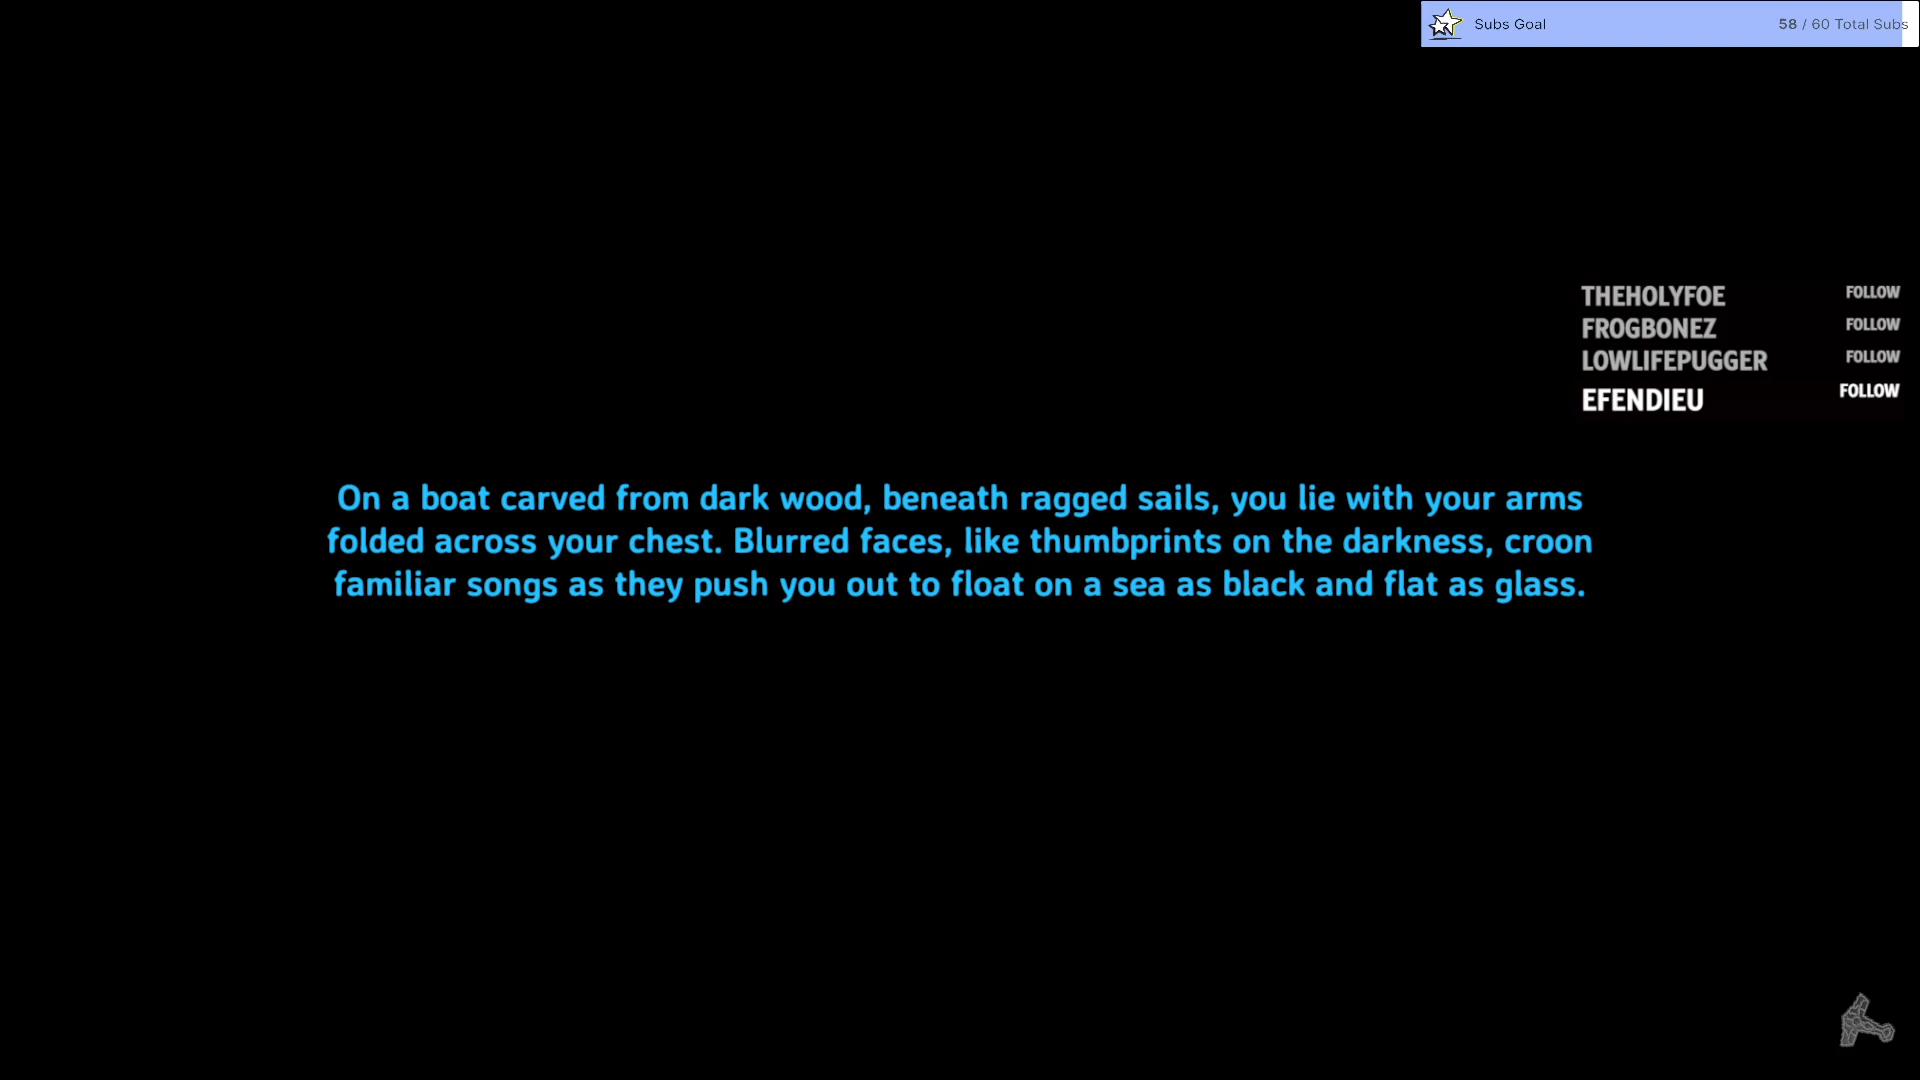 Subs Goal 58 / 60 Total Subs
THEHOLYFOE FOLLOW
FROGBONEZ FOLLOW
LOWLIFEPUGGER FOLLOW
EFENDIEU FOLLOW
On a boat carved from dark wood, beneath ragged sails, you lie with your arms
folded across your chest. Blurred faces, like thumbprints on the darkness, croon
familiar songs as they push you out to float on a sea as black and flat as glass.